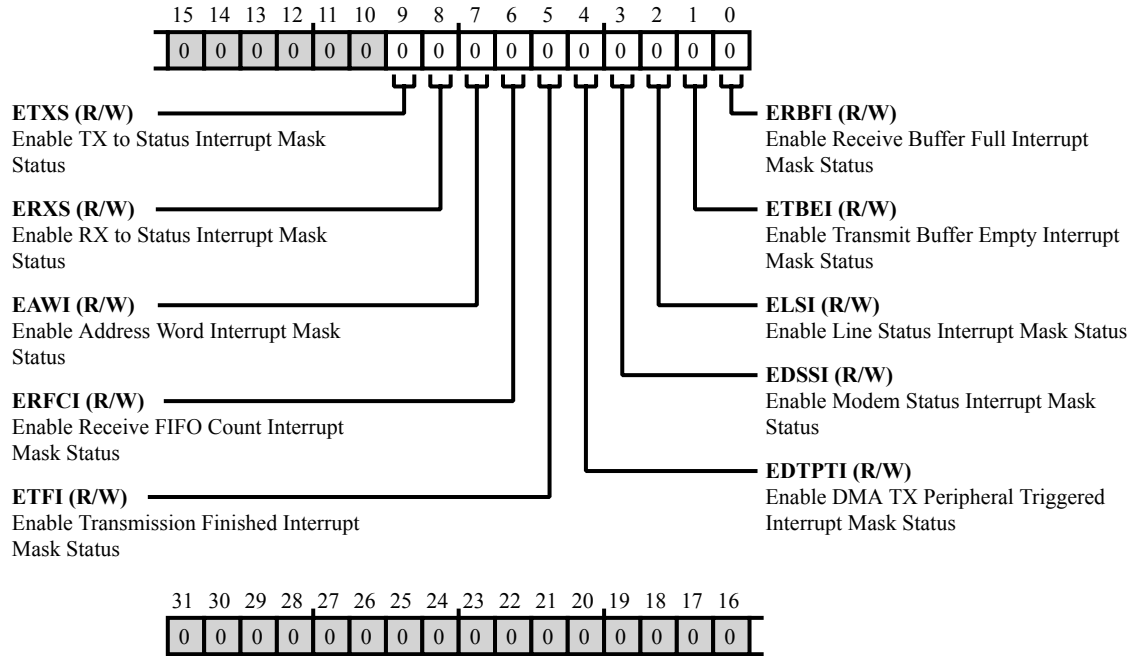 15 14 13 12 11 10 9 8 7 6 5 4 3 2 1 0
0 0 0 0 0 0 0 0 0 0 0 0 0 0 0 0
ETXS (R/W)
Enable TX to Status Interrupt Mask
Status
ERXS (R/W)
Enable RX to Status Interrupt Mask
Status
EAWI (R/W)
Enable Address Word Interrupt Mask
Status
ERFCI (R/W)
Enable Receive FIFO Count Interrupt
Mask Status
ETFI (R/W)
Enable Transmission Finished Interrupt
Mask Status
ERBFI (R/W)
Enable Receive Buffer Full Interrupt
Mask Status
ETBEI (R/W)
Enable Transmit Buffer Empty Interrupt
Mask Status
ELSI (R/W)
Enable Line Status Interrupt Mask Status
EDSSI (R/W)
Enable Modem Status Interrupt Mask
Status
EDTPTI (R/W)
Enable DMA TX Peripheral Triggered
Interrupt Mask Status
31 30 29 28 27 26 25 24 23 22 21 20 19 18 17 16
0 0 0 0 0 0 0 0 0 0 0 0 0 0 0 0